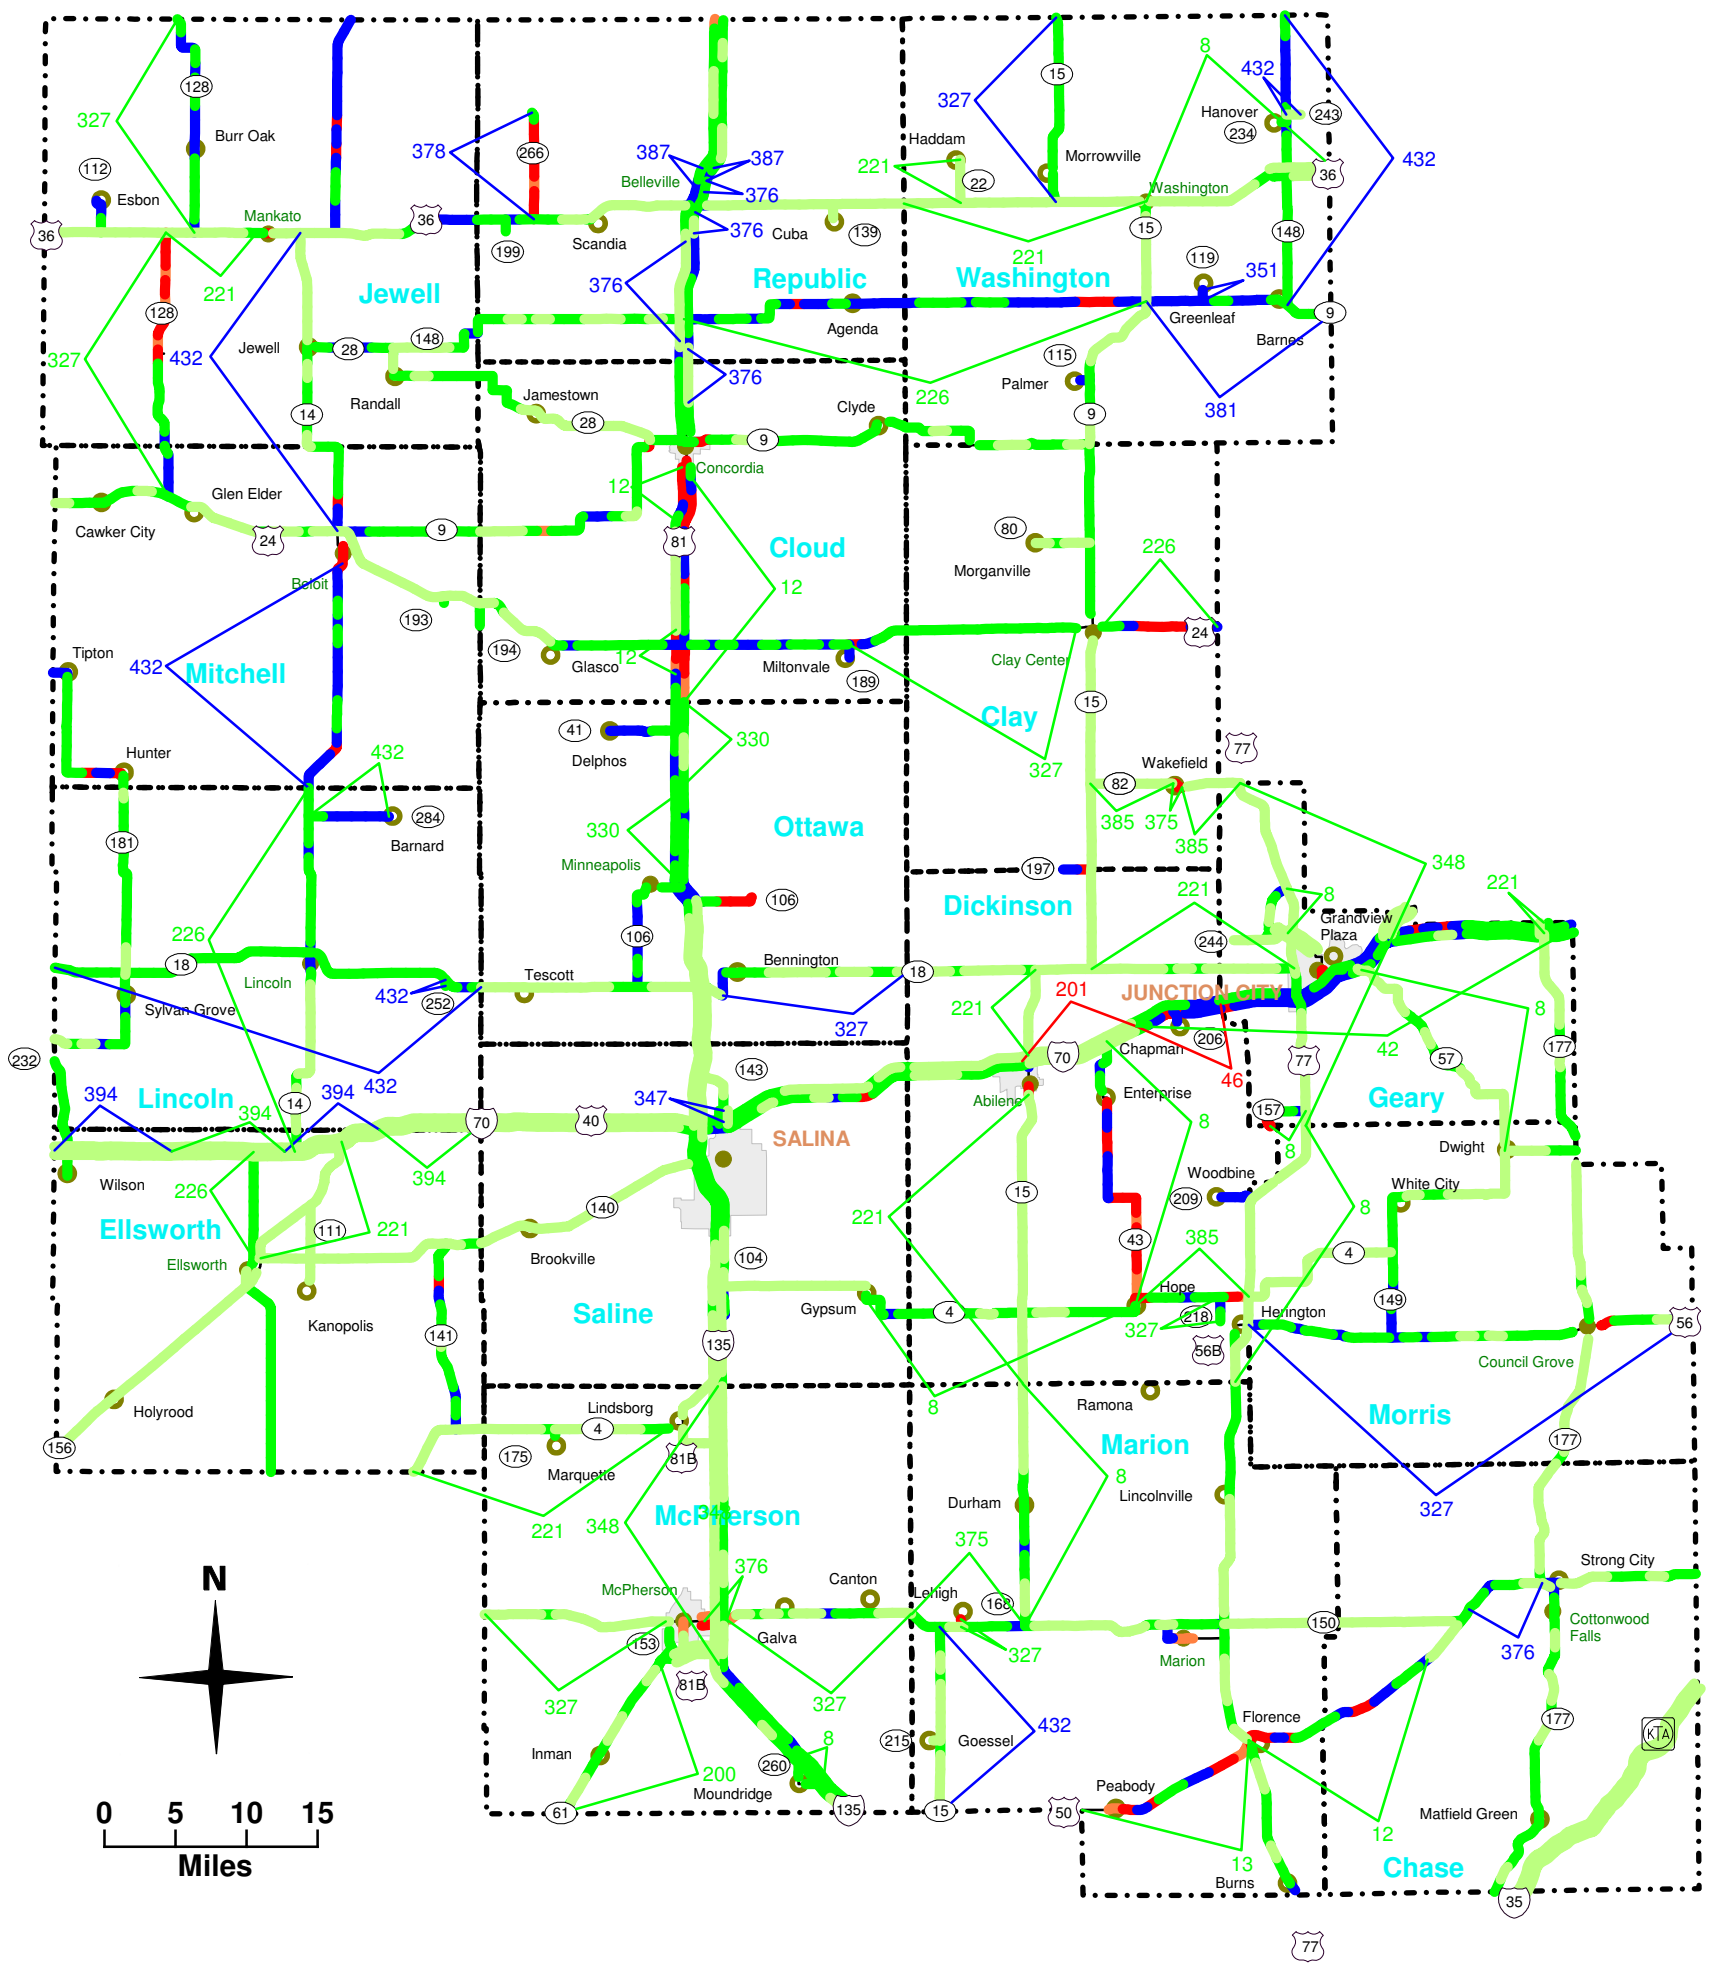 8
15
432
128
327
327
243
Hanover
234
Burr Oak
Haddam
Morrowville
378
266
387
387
432
112
221
36
Belleville
376
22
Washington
Esbon
Mankato
36
36
376
Cuba
139
15
148
Scandia
199
221
119
221
376
Republic
Washington
351
Jewell
128
Agenda
Greenleaf
9
Barnes
148
327
432
Jewell
28
115
376
Palmer
226
Randall
Jamestown
381
14
28
Clyde
9
9
Concordia
12
Glen Elder
Cawker City
24
9
80
81
Cloud
226
Morganville
Beloit
12
193
24
Tipton
194
Glasco
12
Miltonvale
Clay Center
432
Mitchell
189
15
Clay
41
330
77
Hunter
432
Delphos
327
Wakefield
82
284
385
375
181
330
Ottawa
Barnard
385
Minneapolis
348
197
221
221
8
106
Dickinson
Grandview
Plaza
226
106
244
18
Bennington
18
Lincoln
Tescott
432
252
201
JUNCTION CITY
Sylvan Grove
221
8
327
206
42
Chapman
232
70
77
57
177
143
432
46
394
Lincoln
394
347
Enterprise
14
Abilene
157
Geary
394
70
40
8
SALINA
8
Dwight
394
Wilson
226
Woodbine
White City
15
209
140
8
Ellsworth
111
221
221
385
43
4
Ellsworth
Brookville
104
Hope
149
Kanopolis
Saline
Gypsum
4
218
Herington
56
327
141
135
56B
Council Grove
8
Ramona
Holyrood
Lindsborg
4
Morris
156
175
81B
Marion
177
Marquette
8
Lincolnville
Durham
327
221
348
McPherson
375
Strong City
376
N
McPherson
Canton
Lehigh
168
150
Cottonwood
Falls
153
Galva
327
376
Marion
81B
327
327
Florence
177
KTA
432
Inman
8
215
Goessel
260
200
Moundridge
Peabody
0 5 10 15
61
135
15
50
Matfield Green
12
Miles
13
Chase
Burns
35
77